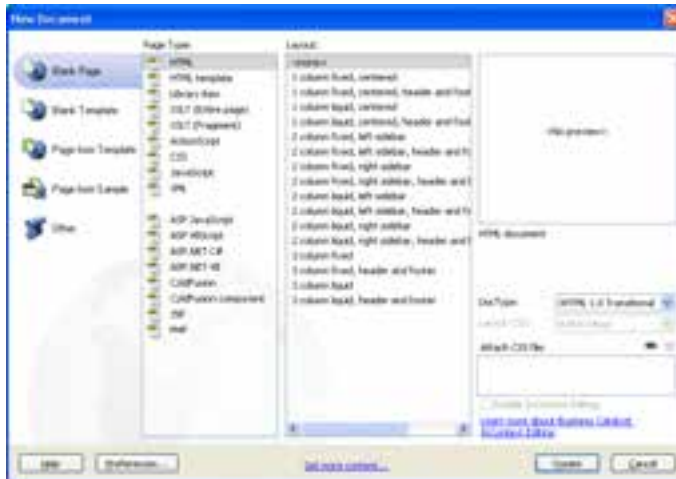 New Document
Blank Page
Blank Template
Page from Template
Page from Sample
Other
Page Type:
HTML
HTML template
Library item
XSLT (Entire page)
XSLT (Fragment)
ActionScript
CSS
JavaScript
XML
ASP JavaScript
ASP VBScript
ASP.NET C#
ASP.NET VB
ColdFusion
ColdFusion component
JSP
PHP
Layout:
<none>
1 column fixed, centered
1 column fixed, centered, header and foot
1 column liquid, centered
1 column liquid, centered, header and foot
2 column fixed, left sidebar
2 column fixed, left sidebar, header and fo
2 column fixed, right sidebar
2 column fixed, right sidebar, header and f
2 column liquid, left sidebar
2 column liquid, left sidebar, header and fo
2 column liquid, right sidebar
2 column liquid, right sidebar, header and f
3 column fixed
3 column fixed, header and footer
3 column liquid
3 column liquid, header and footer
<no preview>
HTML document
DocType:
XHTML 1.0 Transitional
Layout CSS:
Attach CSS file:
Enable InContext Editing
Learn more about Business Catalyst
InContext Editing
Help
Preferences...
Get more content...
Create
Cancel